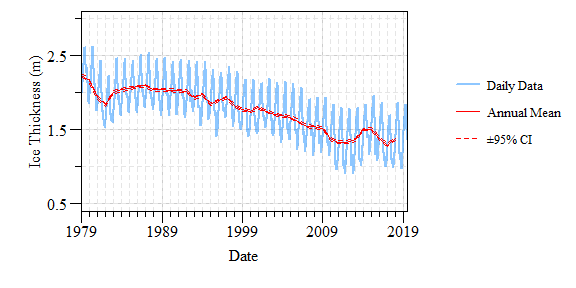 Ice Thickness (m)
2.5
1.5
0.5
1979 1989 1999 2009 2019
Date
Daily Data
Annual Mean
±95% CI